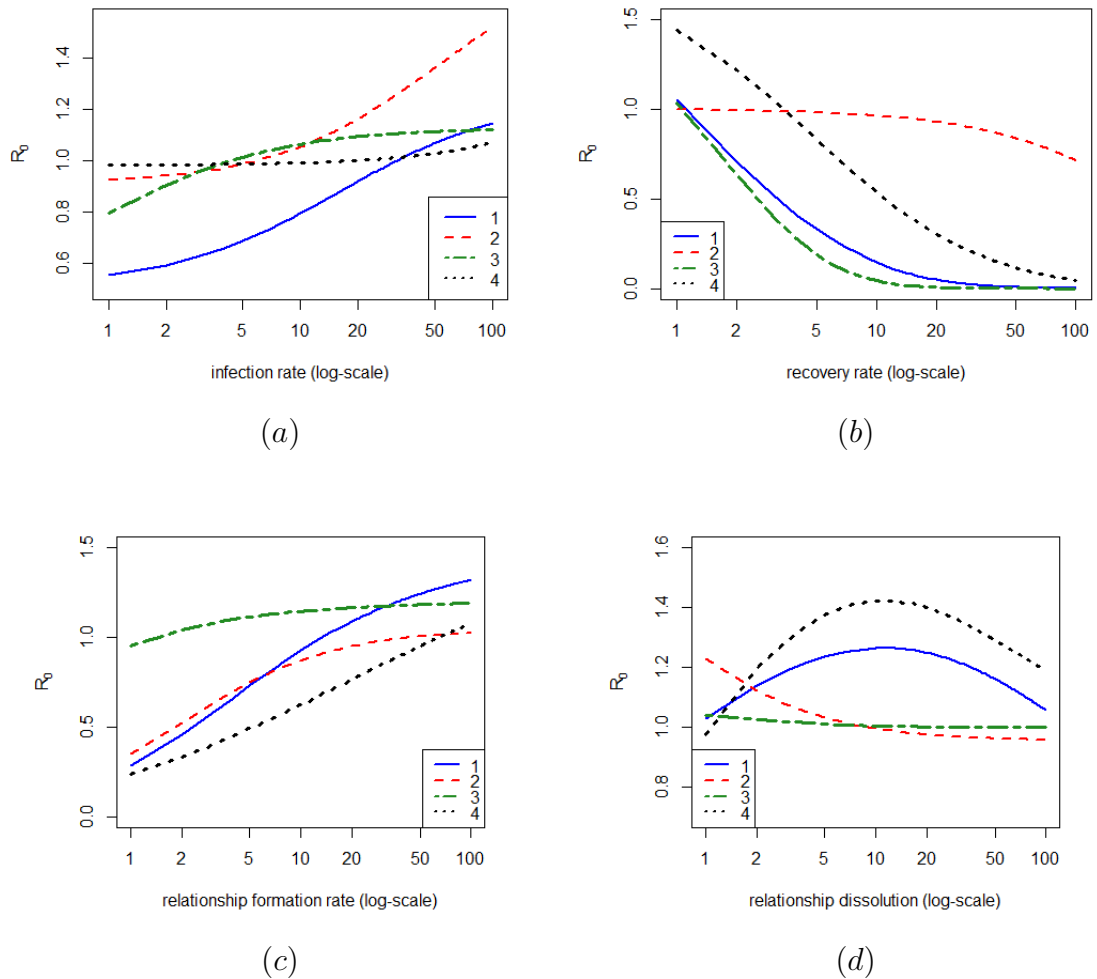 R₀
1.4
1.2
1.0
0.8
0.6
1
2
3
4
1 2 5 10 20 50 100
infection rate (log-scale)
(a)
R₀
1.5
1.0
0.5
0.0
1
2
3
4
1 2 5 10 20 50 100
recovery rate (log-scale)
(b)
R₀
1.5
1.0
0.5
0.0
1
2
3
4
1 2 5 10 20 50 100
relationship formation rate (log-scale)
(c)
R₀
1.6
1.4
1.2
1.0
0.8
1
2
3
4
1 2 5 10 20 50 100
relationship dissolution (log-scale)
(d)